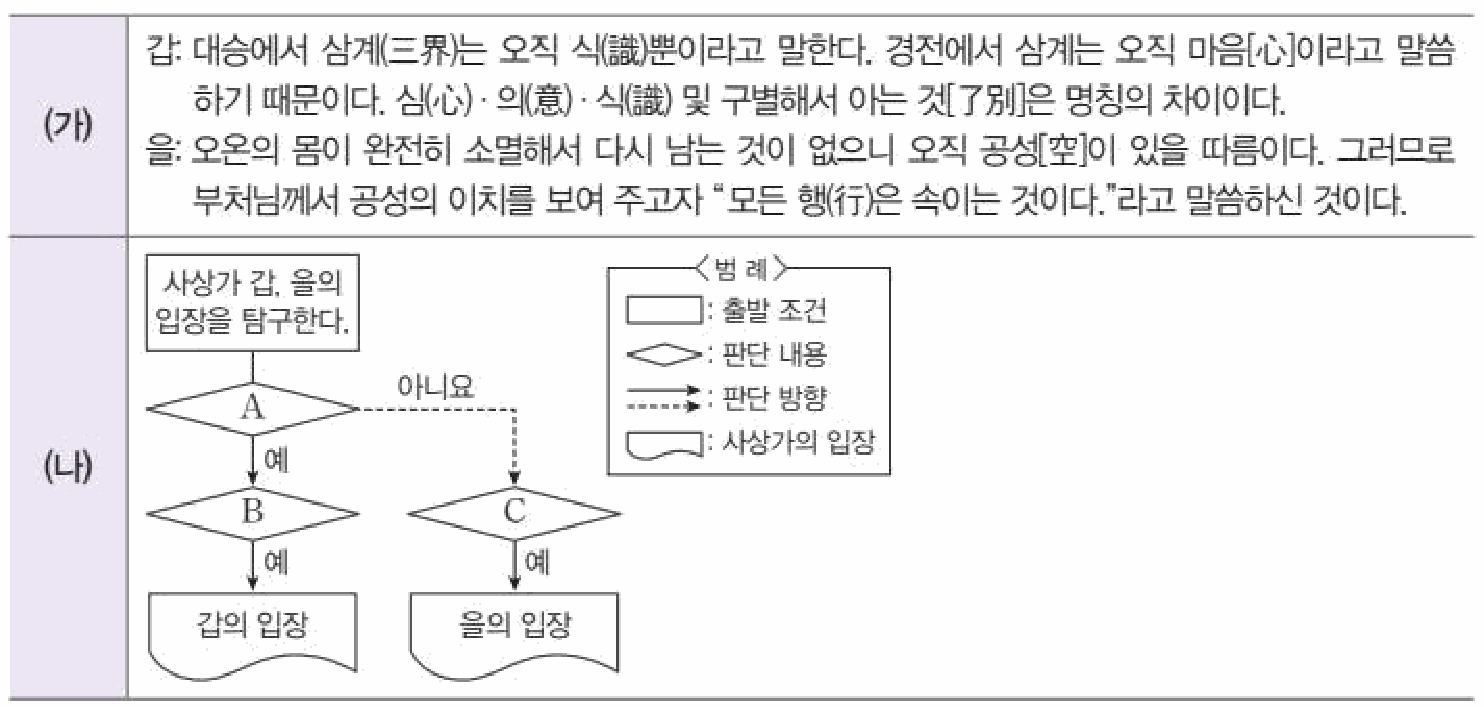 (가)
갑: 대승에서 삼계(三界)는 오직 식(識)뿐이라고 말한다. 경전에서 삼계는 오직 마음[心]이라고 말씀
하기 때문이다. 심(心)·의(意)·식(識) 및 구별해서 아는 것[了別]은 명칭의 차이이다.
을: 오온의 몸이 완전히 소멸해서 다시 남는 것이 없으니 오직 공성[空]이 있을 따름이다. 그러므로
부처님께서 공성의 이치를 보여 주고자 “모든 행(行)은 속이는 것이다.”라고 말씀하신 것이다.
(나)
사상가 갑, 을의
입장을 탐구한다.
A
아니요
예
B
C
예
예
갑의 입장
을의 입장
〈범 례〉
: 출발 조건
: 판단 내용
: 판단 방향
: 사상가의 입장